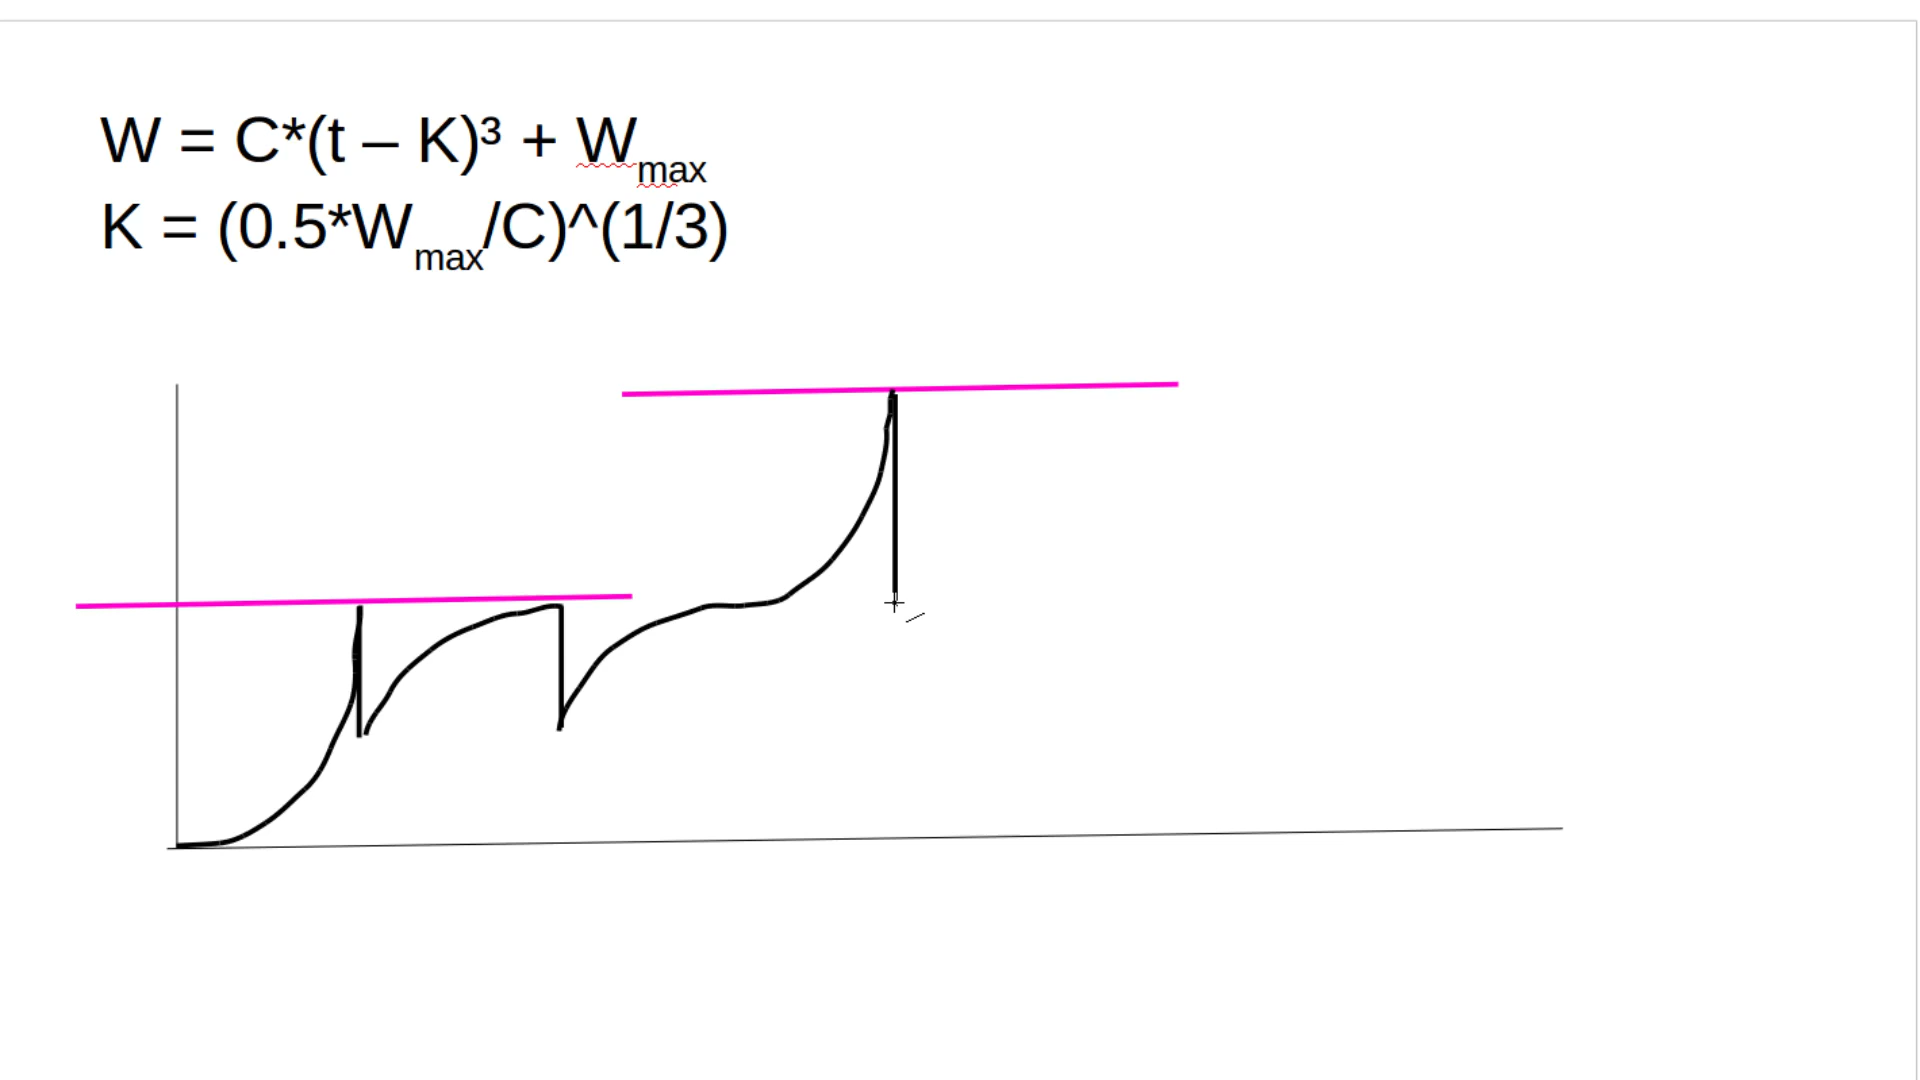 W = C*(t – K)³ + Wmax
K = (0.5*Wmax/C)^(1/3)